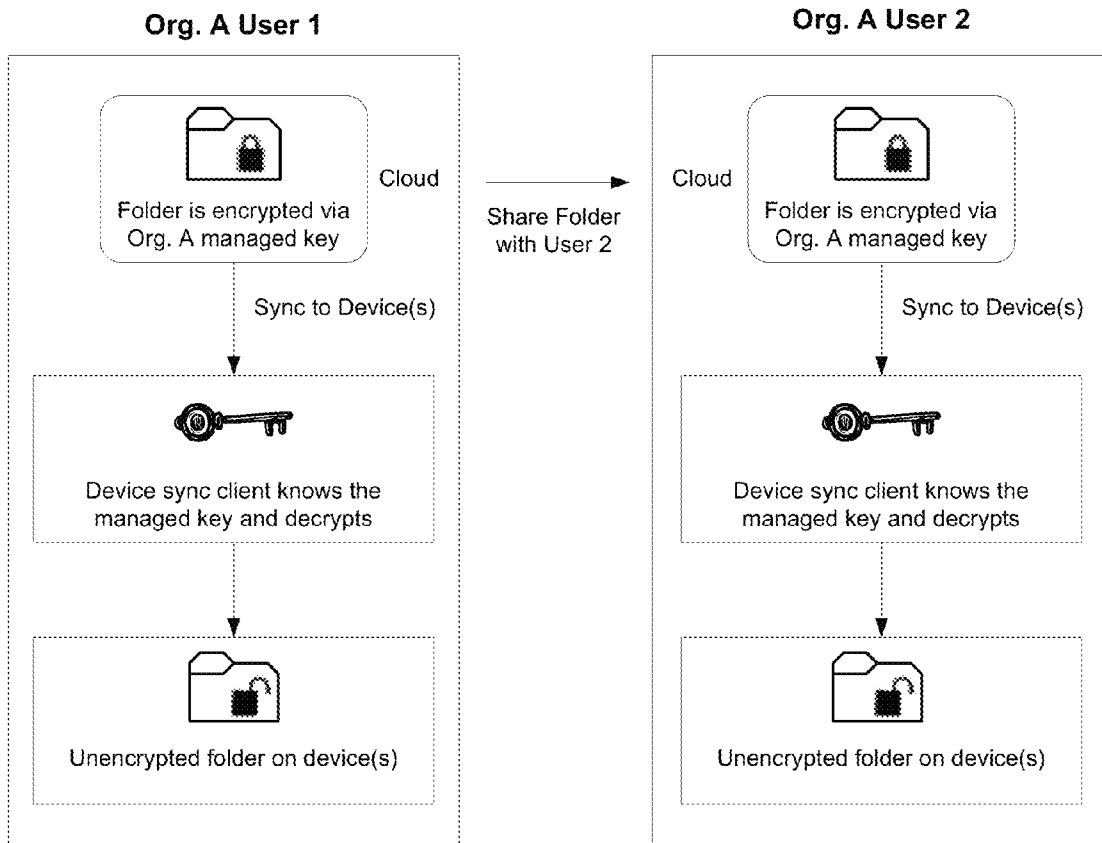 Org. A User 1
Org. A User 2
Cloud
Folder is encrypted via
Org. A managed key
Sync to Device(s)
Device sync client knows the
managed key and decrypts
Unencrypted folder on device(s)
Share Folder
with User 2
Cloud
Folder is encrypted via
Org. A managed key
Sync to Device(s)
Device sync client knows the
managed key and decrypts
Unencrypted folder on device(s)